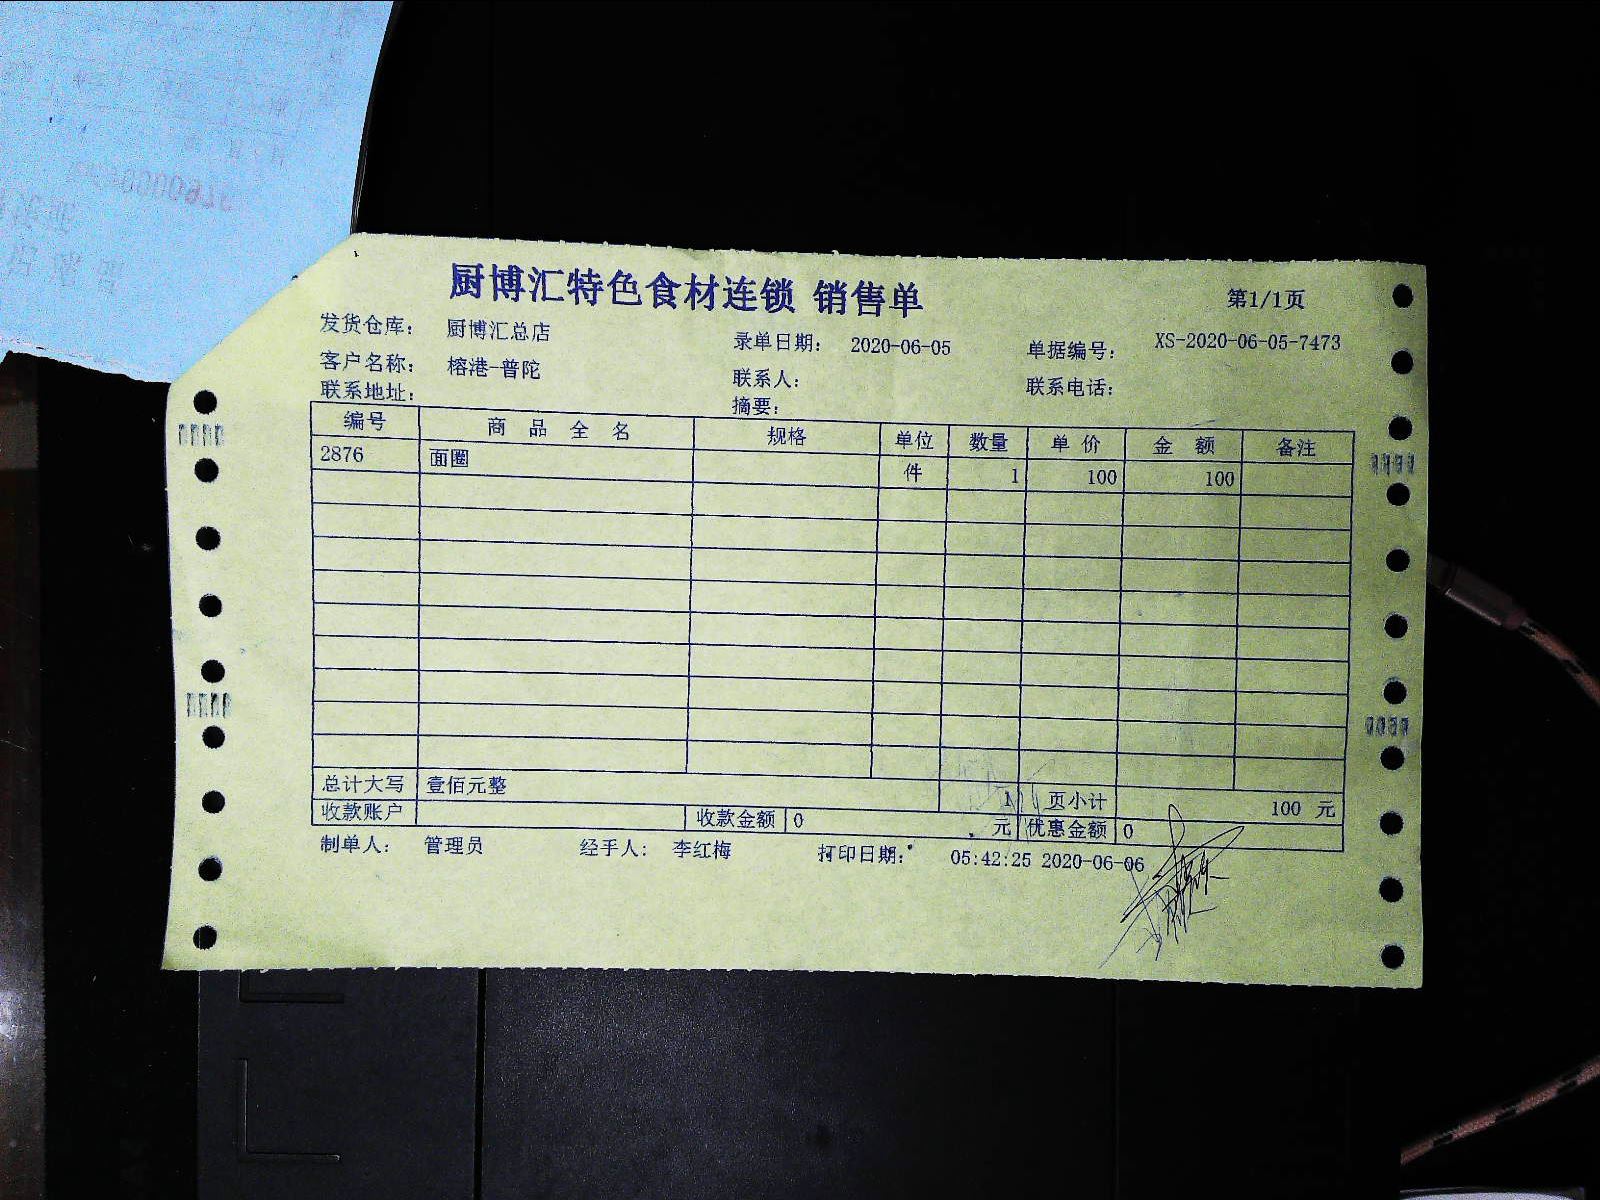 厨博汇特色食材连锁 销售单 第1/1页
发货仓库： 厨博汇总店 录单日期： 2020-06-05 单据编号： XS-2020-06-05-7473
客户名称： 榕港-普陀 联系人： 联系电话：
联系地址： 摘要：
编号 商品全名 规格 单位 数量 单价 金额 备注
2876 面圈 件 1 100 100
总计大写 壹佰元整 1 页小计 100 元
收款账户 收款金额 0 元 优惠金额 0
制单人： 管理员 经手人： 李红梅 打印日期： 05:42:25 2020-06-06